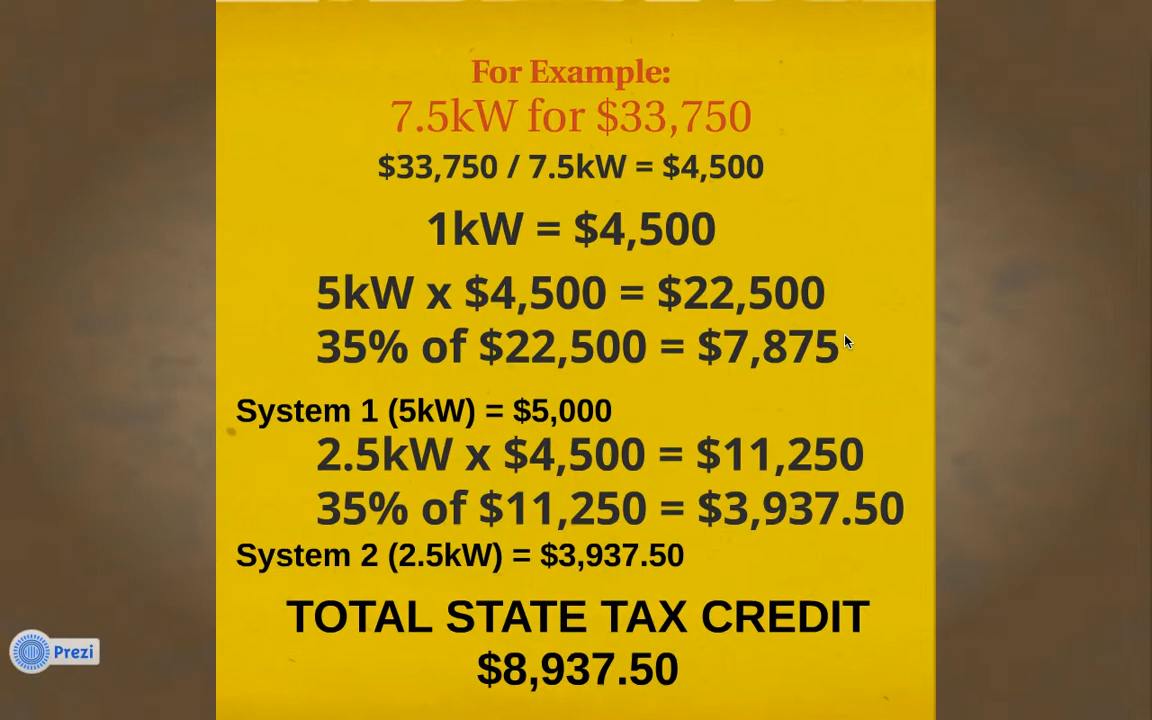 For Example:
7.5kW for $33,750
$33,750 / 7.5kW = $4,500
1kW = $4,500
5kW x $4,500 = $22,500
35% of $22,500 = $7,875
System 1 (5kW) = $5,000
2.5kW x $4,500 = $11,250
35% of $11,250 = $3,937.50
System 2 (2.5kW) = $3,937.50
TOTAL STATE TAX CREDIT
$8,937.50
Prezi